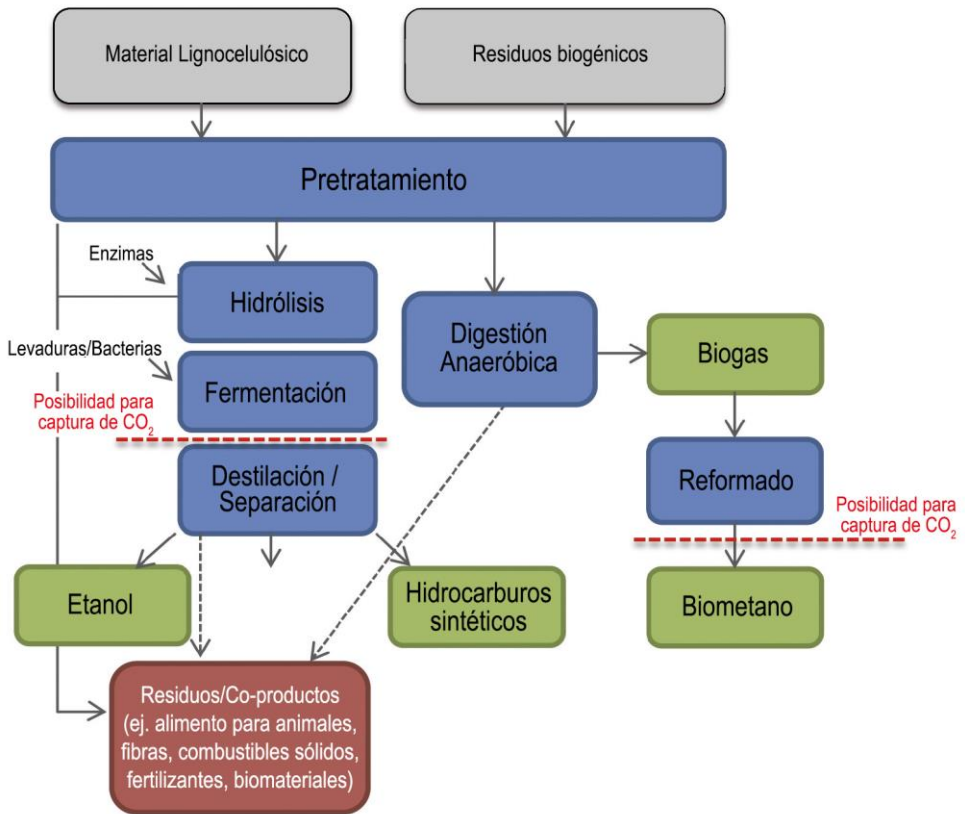 Material Lignocelulósico
Residuos biogénicos
Pretratamiento
Enzimas
Hidrólisis
Digestión
Anaeróbica
Biogas
Levaduras/Bacterias
Fermentación
Posibilidad para
captura de CO₂
Destilación /
Separación
Reformado
Posibilidad para
captura de CO₂
Etanol
Hidrocarburos
sintéticos
Biometano
Residuos/Co-productos
(ej. alimento para animales,
fibras, combustibles sólidos,
fertilizantes, biomateriales)